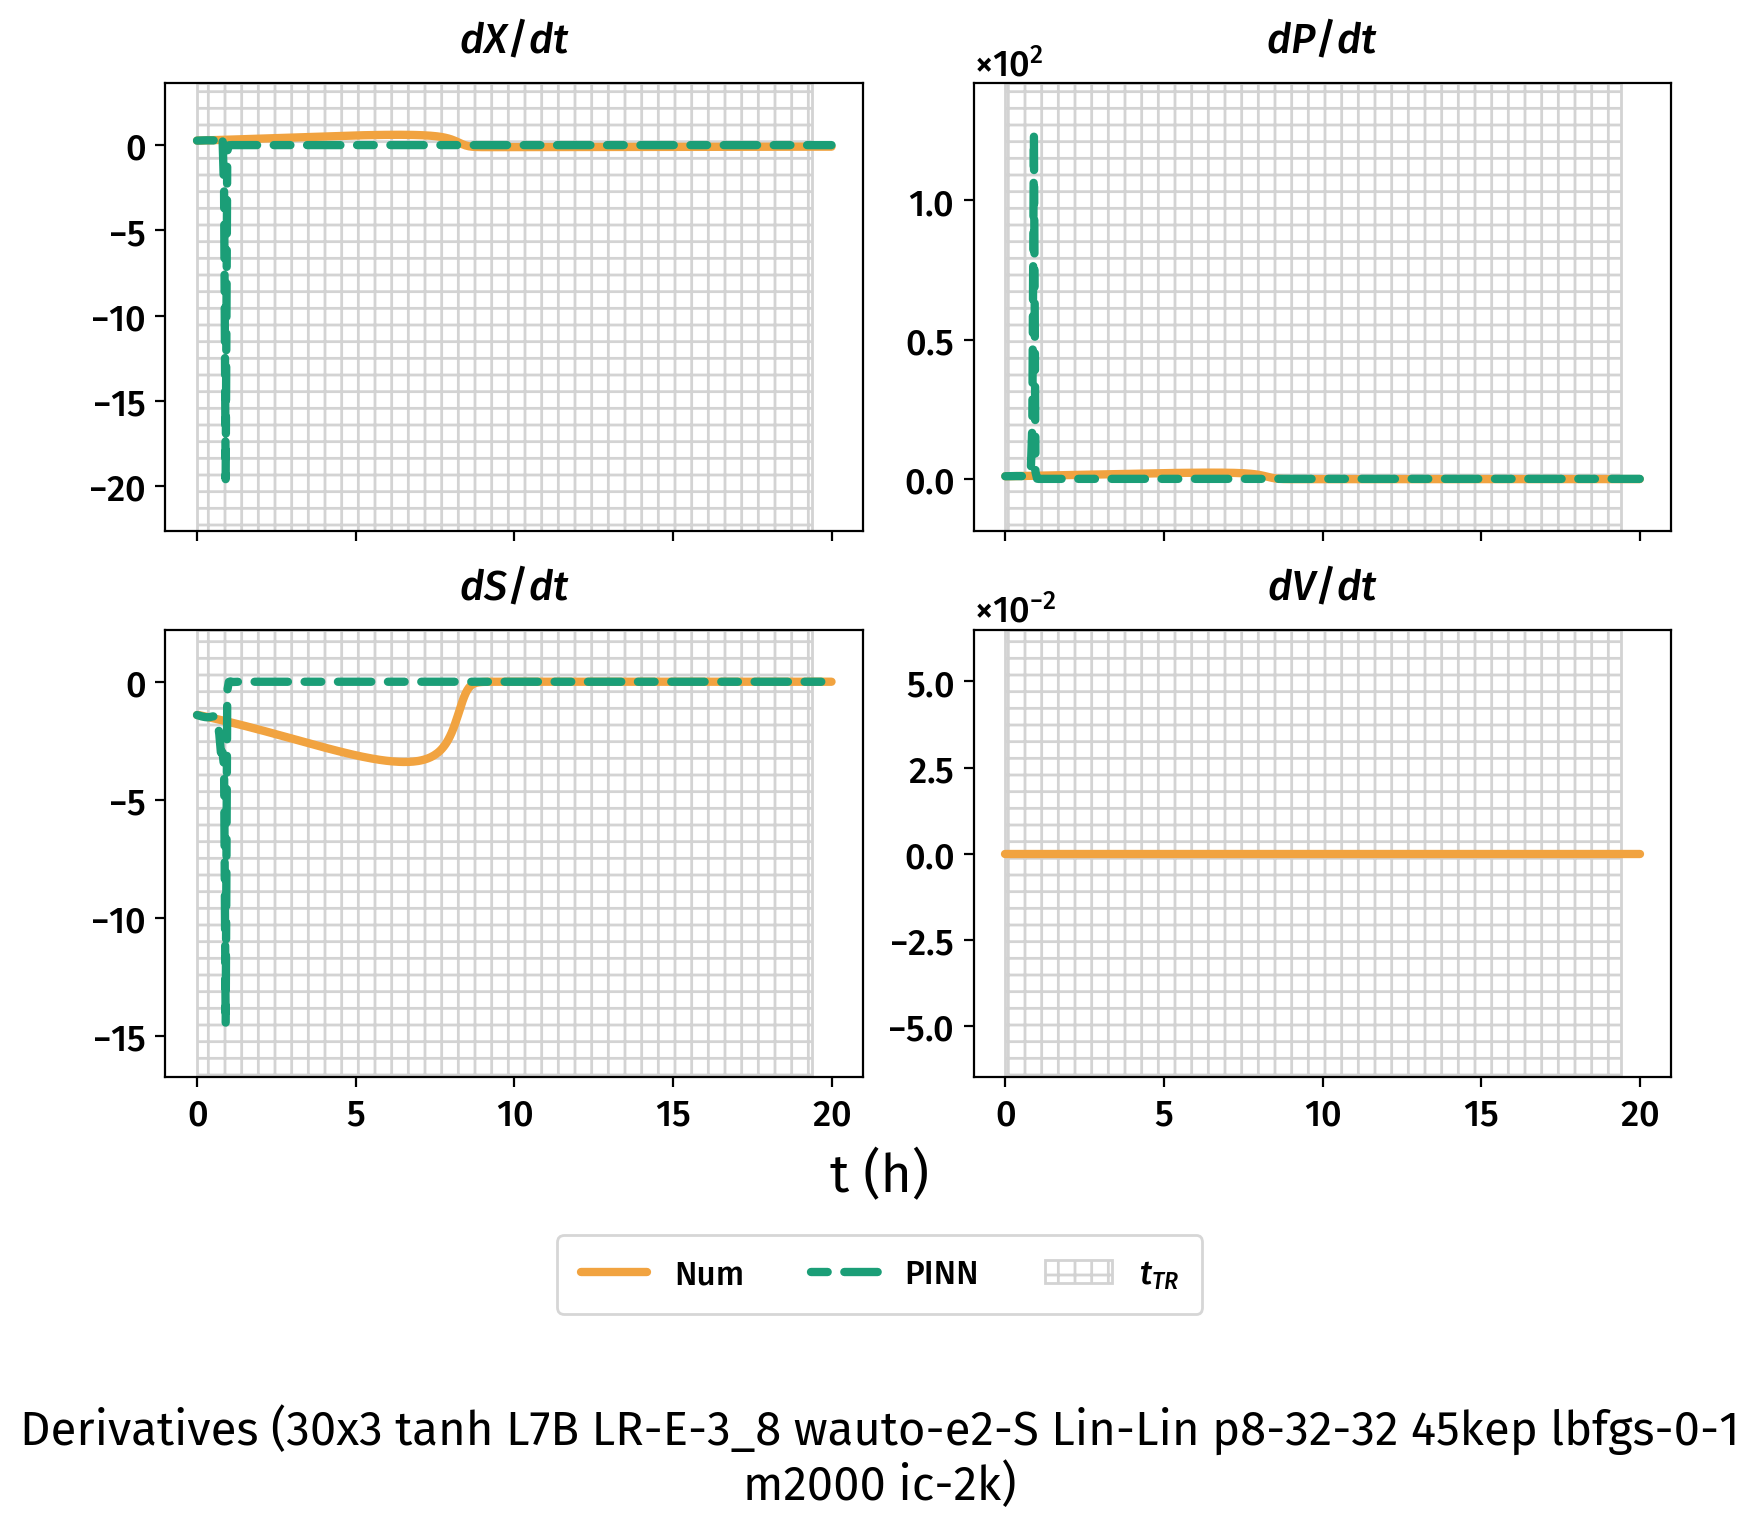 dX/dt
dP/dt
×10²
0
−5
−10
−15
−20
1.0
0.5
0.0
dS/dt
dV/dt
×10⁻²
0
−5
−10
−15
5.0
2.5
0.0
−2.5
−5.0
0 5 10 15 20
0 5 10 15 20
t (h)
Num PINN t_TR
Derivatives (30x3 tanh L7B LR-E-3_8 wauto-e2-S Lin-Lin p8-32-32 45kep lbfgs-0-1
m2000 ic-2k)